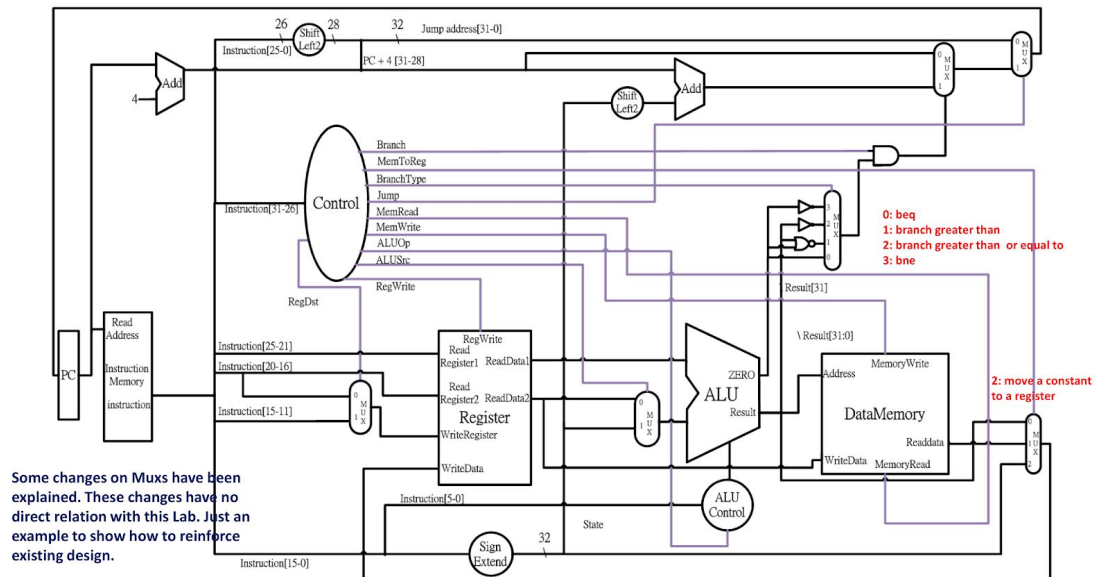 26
28
32
Jump address[31-0]
Shift
Left2
Instruction[25-0]
PC + 4 [31-28]
0
M
U
X
1
0
M
U
X
1
Add
4
Add
Shift
Left2
Control
Branch
MemToReg
BranchType
Jump
MemRead
MemWrite
ALUOp
ALUSrc
RegWrite
RegDst
Instruction[31-26]
3
2
1
0
M
U
X
0: beq
1: branch greater than
2: branch greater than or equal to
3: bne
Result[31]
\ Result[31:0]
PC
Read
Address
Instruction
Memory
instruction
Instruction[25-21]
Instruction[20-16]
Instruction[15-11]
0
1
M
U
X
RegWrite
Read
Register1
ReadData1
Read
Register2
ReadData2
Register
WriteRegister
WriteData
0
1
M
U
X
ZERO
ALU
Result
MemoryWrite
Address
DataMemory
Readdata
WriteData
MemoryRead
2: move a constant
to a register
0
1
2
M
U
X
Some changes on Muxs have been
explained. These changes have no
direct relation with this Lab. Just an
example to show how to reinforce
existing design.
Instruction[5-0]
ALU
Control
State
Sign
Extend
32
Instruction[15-0]